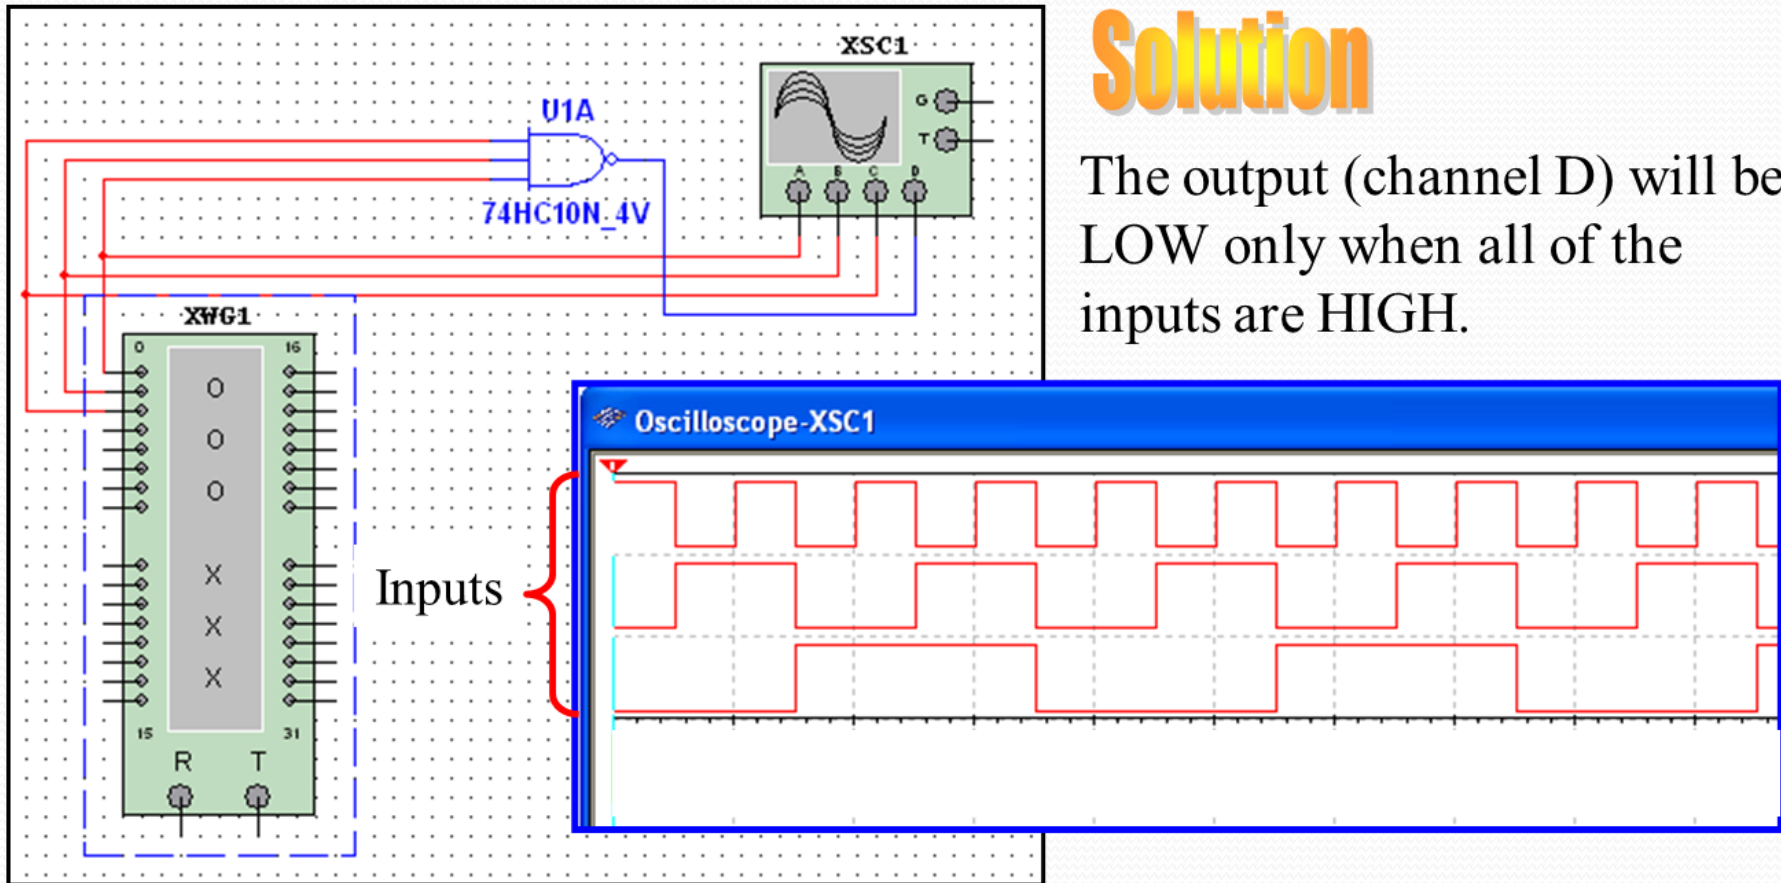 Solution
The output (channel D) will be
LOW only when all of the
inputs are HIGH.
XSC1
G
T
A B C D
U1A
74HC10N_4V
XWG1
0 16
O
O
O
X
X
X
15 31
R T
Inputs
Oscilloscope-XSC1